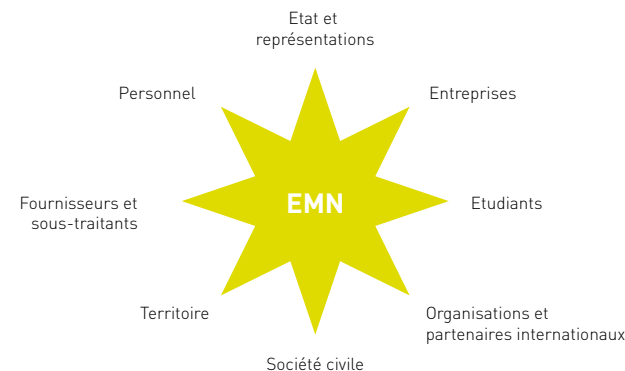 Etat et
représentations
Personnel
Entreprises
EMN
Fournisseurs et
sous-traitants
Etudiants
Territoire
Organisations et
partenaires internationaux
Société civile